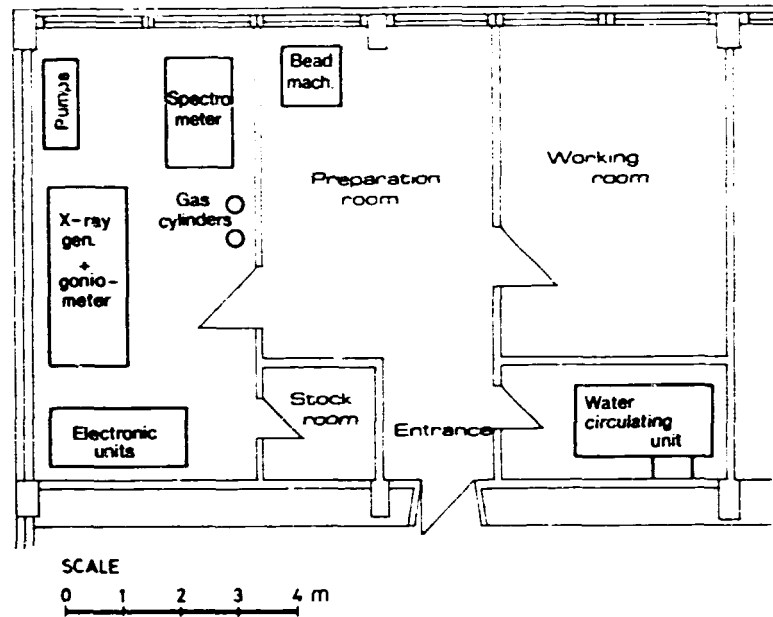 Pumps
Spectro
meter
Bead
mach.
Preparation
room
Working
room
Gas
cylinders
X-ray
gen.
+
gonio-
meter
Stock
room
Entrance
Electronic
units
Water
circulating
unit
SCALE
0 1 2 3 4 m